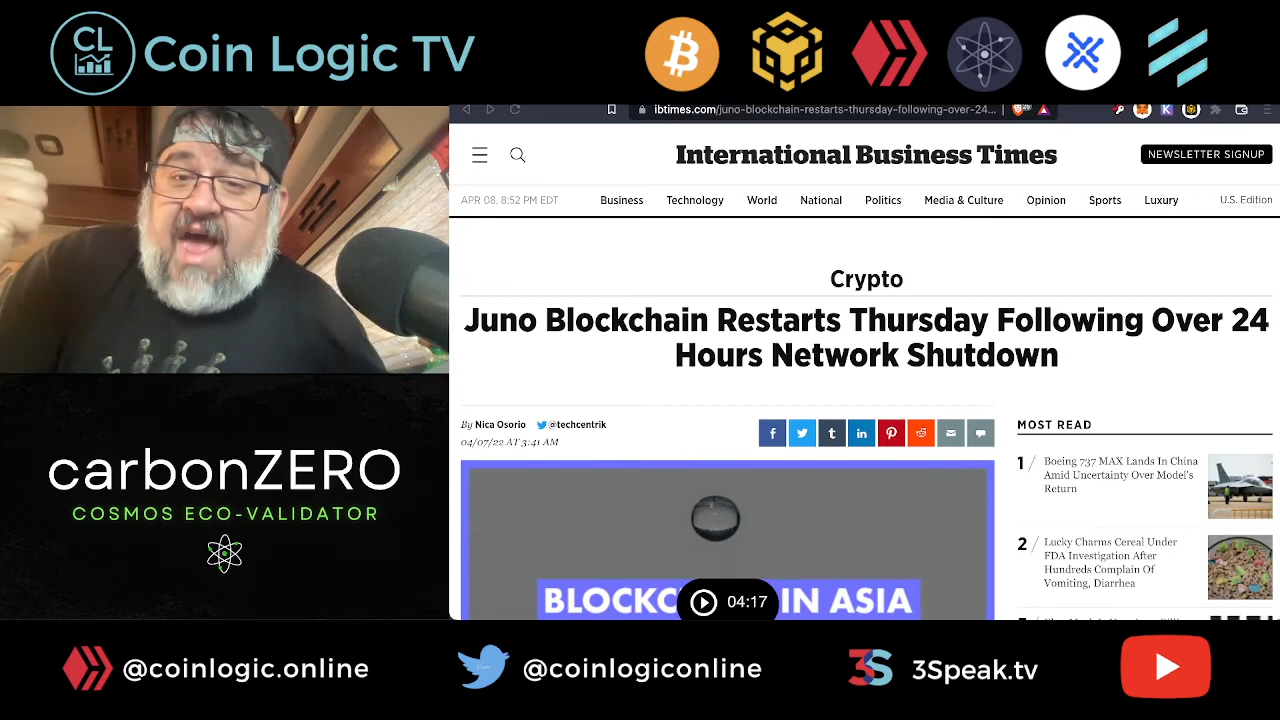 CL
Coin Logic TV
ibtimes.com/juno-blockchain-restarts-thursday-following-over-24...
26
International Business Times
NEWSLETTER SIGNUP
APR 08, 8:52 PM EDT
Business Technology World National Politics Media & Culture Opinion Sports Luxury
U.S. Edition
Crypto
Juno Blockchain Restarts Thursday Following Over 24
Hours Network Shutdown
By Nica Osorio @techcentrik
04/07/22 AT 3:41 AM
MOST READ
1 / Boeing 737 MAX Lands In China
Amid Uncertainty Over Model's
Return
2 / Lucky Charms Cereal Under
FDA Investigation After
Hundreds Complain Of
Vomiting, Diarrhea
IN ASIA
04:17
carbonZERO
COSMOS ECO-VALIDATOR
@coinlogic.online
@coinlogiconline
3S
3Speak.tv